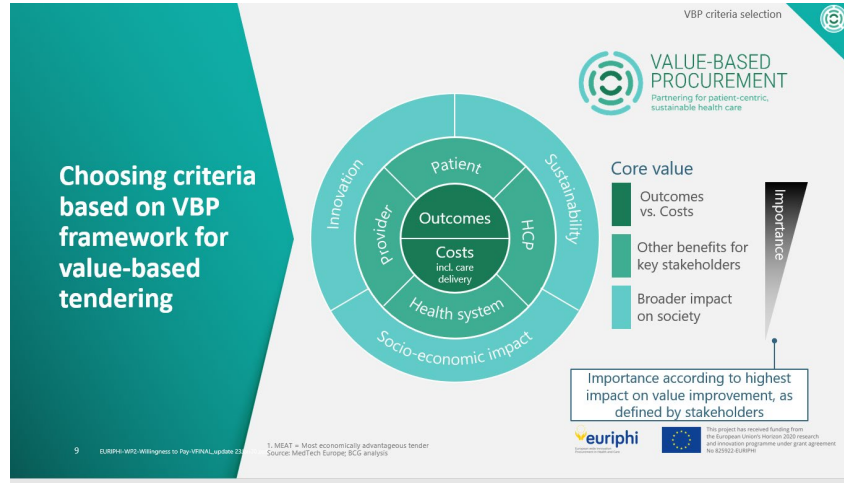 VBP criteria selection
VALUE-BASED
PROCUREMENT
Partnering for patient-centric,
sustainable health care
Choosing criteria
based on VBP
framework for
value-based
tendering
Innovation
Sustainability
Socio-economic impact
Patient
Provider
HCP
Health system
Outcomes
Costs
incl. care
delivery
Core value
Outcomes
vs. Costs
Other benefits for
key stakeholders
Broader impact
on society
Importance
Importance according to highest
impact on value improvement, as
defined by stakeholders
euriphi
This project has received funding from
the European Union's Horizon 2020 research
and innovation programme under grant agreement
No 825922-EURIPHI
1. MEAT = Most economically advantageous tender
Source: MedTech Europe; BCG analysis
9
EURIPHI-WP2-Willingness to Pay-VFINAL_update